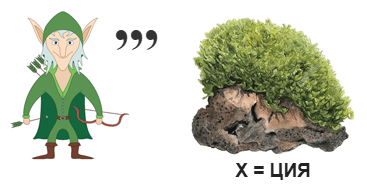 ,,,
Х = ЦИЯ